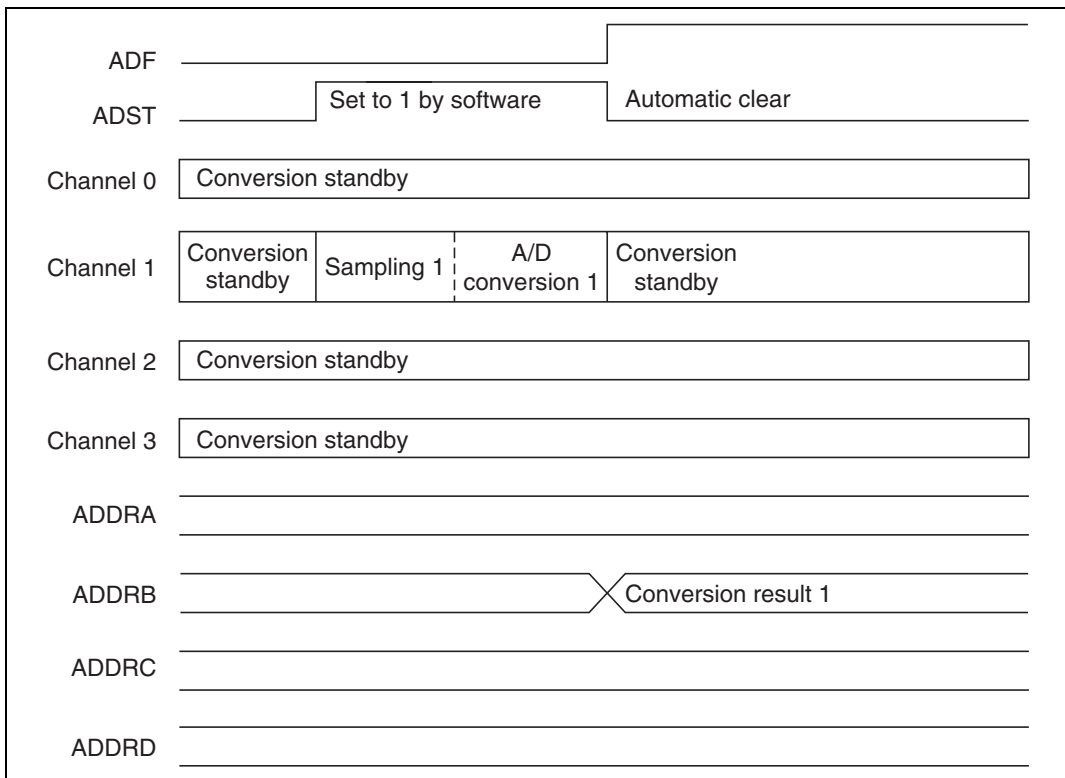 ADF
ADST Set to 1 by software Automatic clear
Channel 0 Conversion standby
Channel 1 Conversion standby Sampling 1 A/D conversion 1 Conversion standby
Channel 2 Conversion standby
Channel 3 Conversion standby
ADDRA
ADDRB Conversion result 1
ADDRC
ADDRD